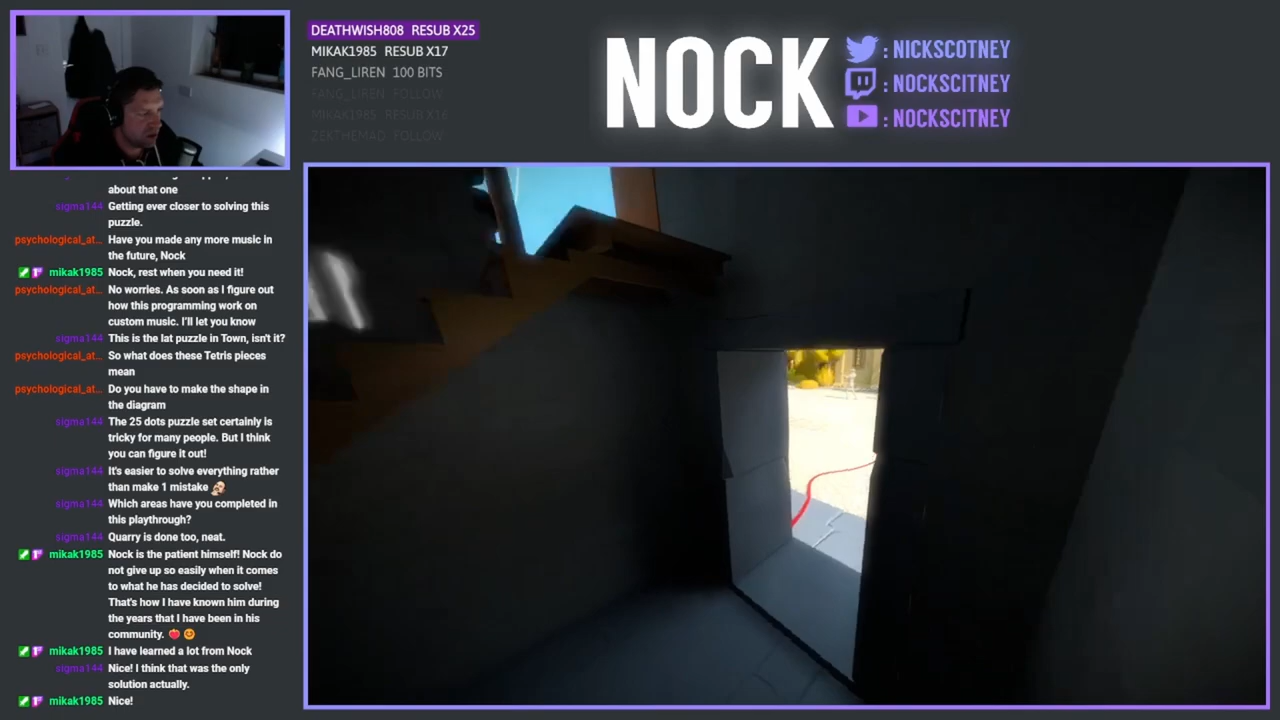 DEATHWISH808 RESUB X25
MIKAK1985 RESUB X17
FANG_LIREN 100 BITS
FANG_LIREN FOLLOW
MIKAK1985 RESUB X16
ZEKTHEMAD FOLLOW
NOCK
: NICKSCOTNEY
: NOCKSCITNEY
: NOCKSCITNEY
about that one
sigma144 Getting ever closer to solving this
puzzle.
psychological_at... Have you made any more music in
the future, Nock
mikak1985 Nock, rest when you need it!
psychological_at... No worries. As soon as I figure out
how this programming work on
custom music. I'll let you know
sigma144 This is the lat puzzle in Town, isn't it?
psychological_at... So what does these Tetris pieces
mean
psychological_at... Do you have to make the shape in
the diagram
sigma144 The 25 dots puzzle set certainly is
tricky for many people. But I think
you can figure it out!
sigma144 It's easier to solve everything rather
than make 1 mistake
sigma144 Which areas have you completed in
this playthrough?
sigma144 Quarry is done too, neat.
mikak1985 Nock is the patient himself! Nock do
not give up so easily when it comes
to what he has decided to solve!
That's how I have known him during
the years that I have been in his
community.
mikak1985 I have learned a lot from Nock
sigma144 Nice! I think that was the only
solution actually.
mikak1985 Nice!